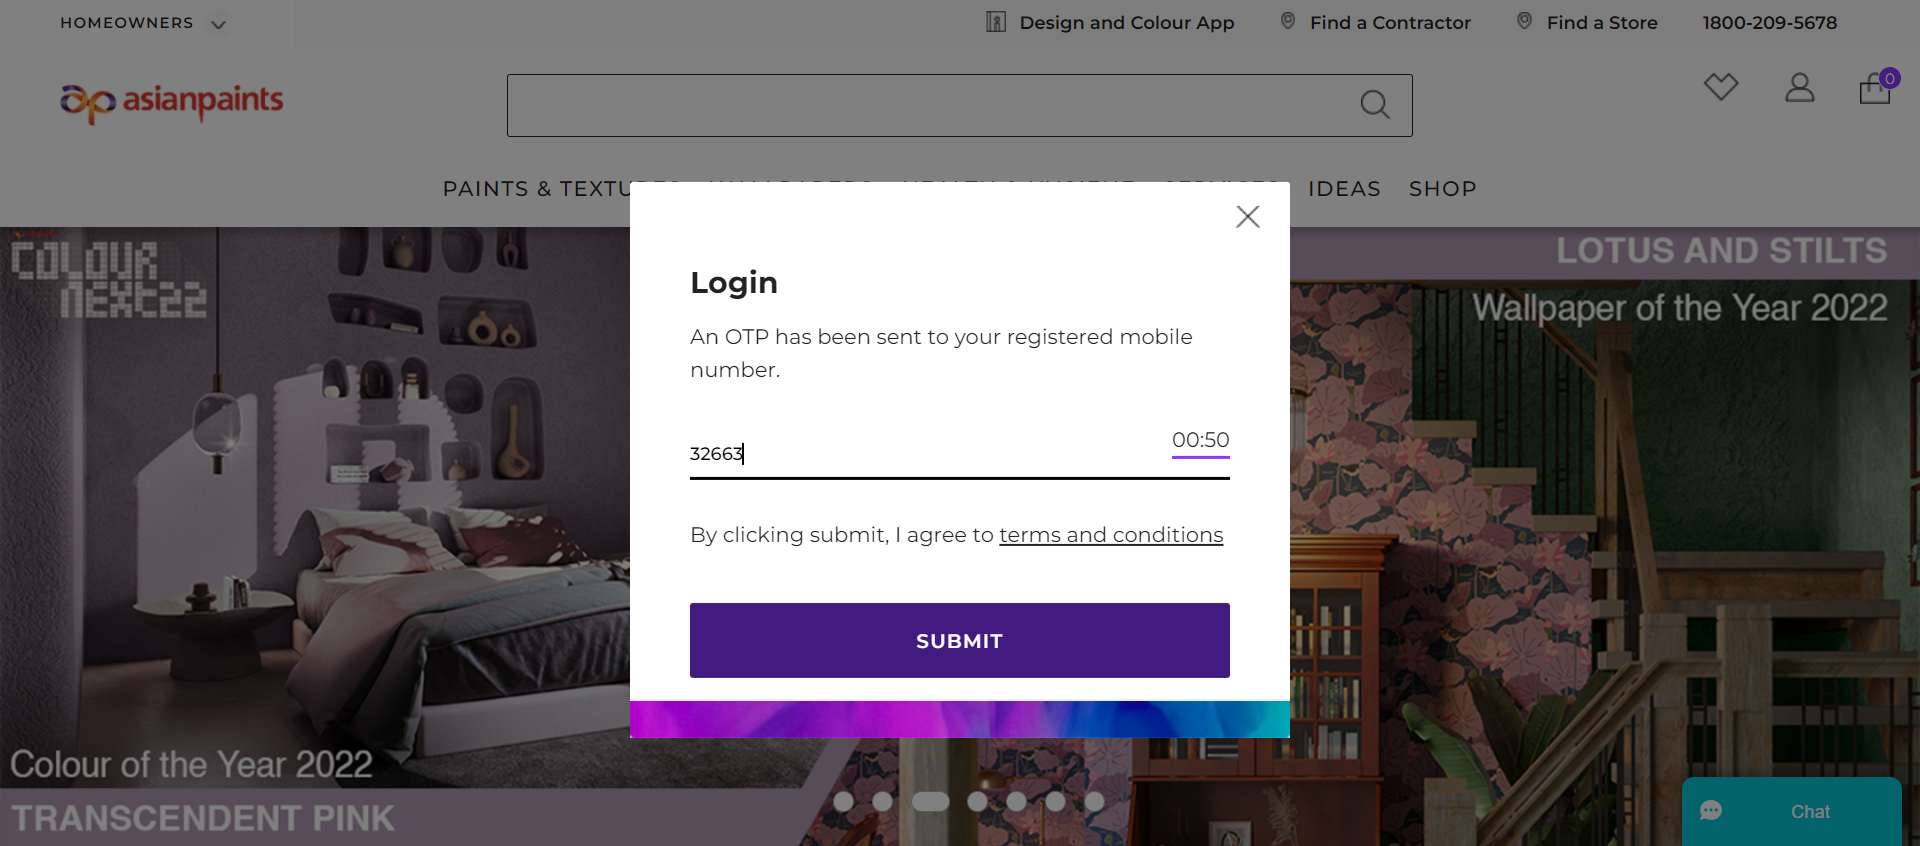 HOMEOWNERS
Design and Colour App
Find a Contractor
Find a Store
1800-209-5678
asianpaints
0
PAINTS & TEXTURES
IDEAS
SHOP
COLOUR
NEXT22
LOTUS AND STILTS
Wallpaper of the Year 2022
Login
An OTP has been sent to your registered mobile
number.
32663
00:50
By clicking submit, I agree to terms and conditions
SUBMIT
Colour of the Year 2022
TRANSCENDENT PINK
Chat